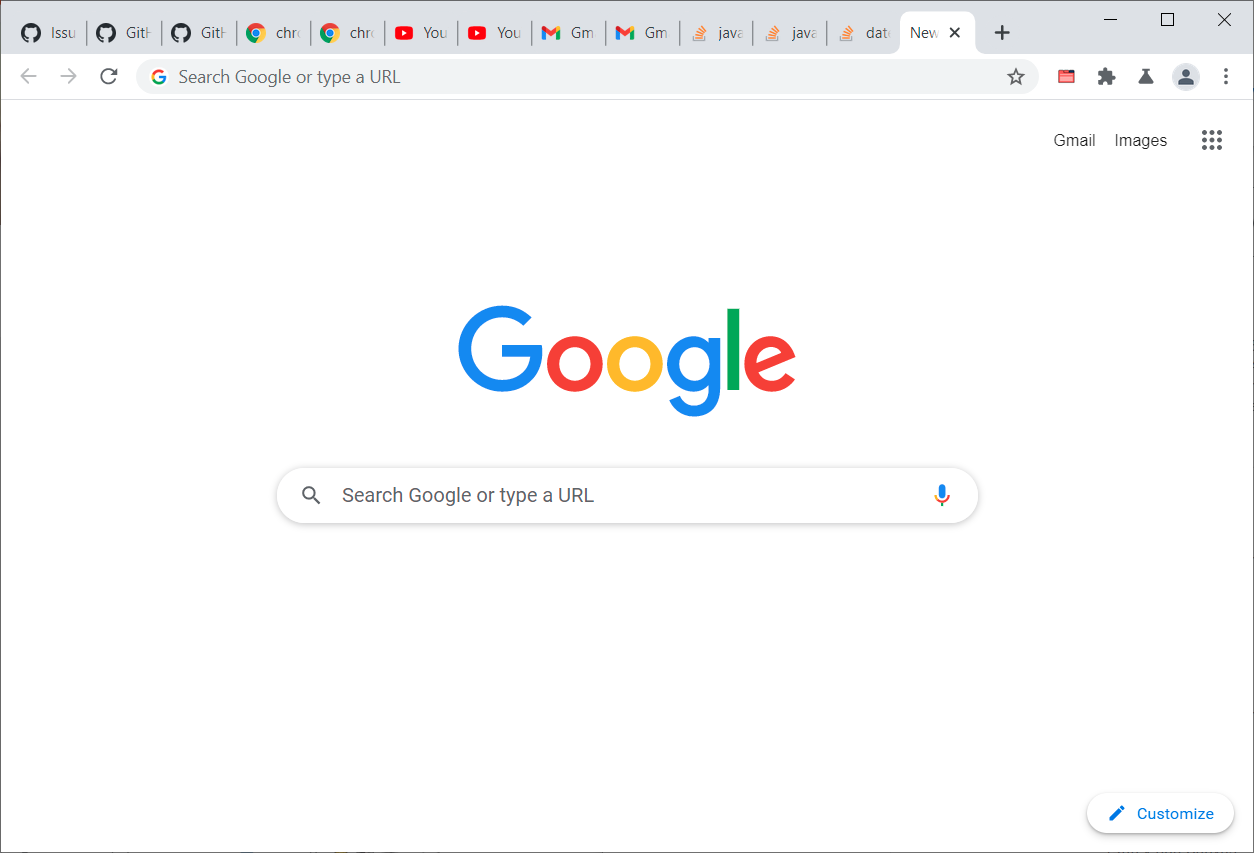 Issu GitH GitH chro chro You You Gm Gm java java date New
Search Google or type a URL
Gmail Images
Google
Search Google or type a URL
Customize